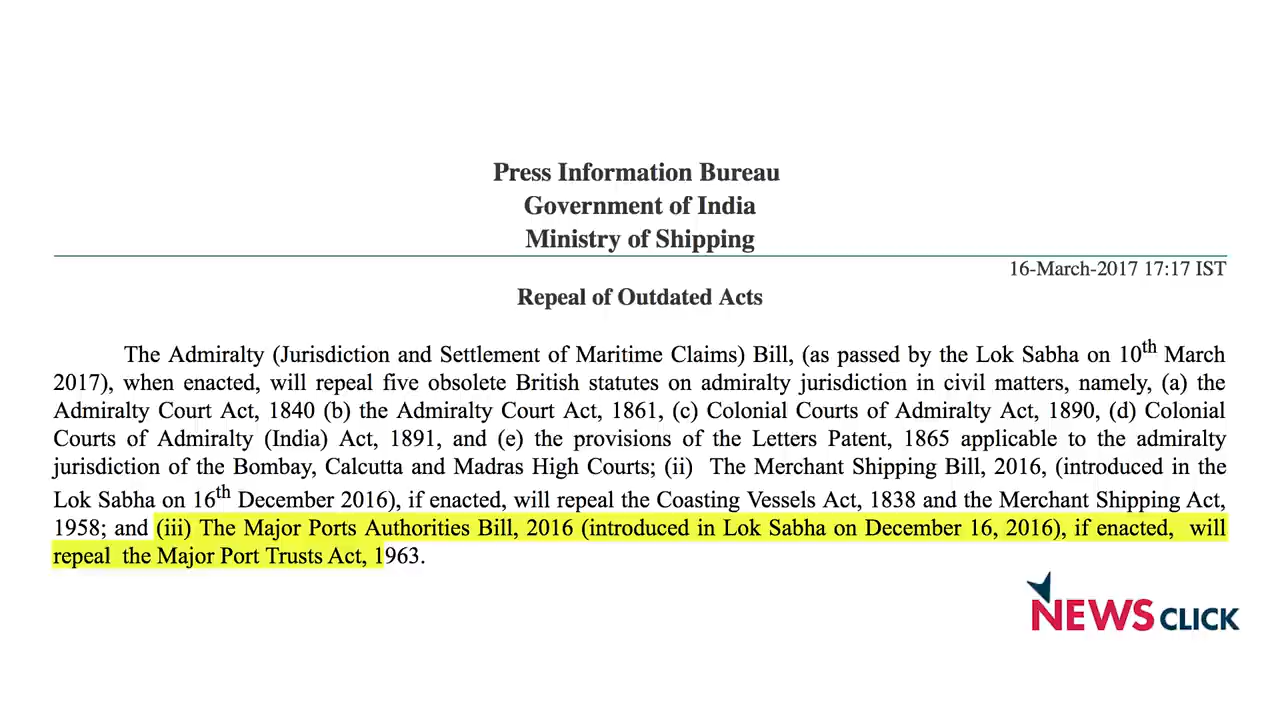 Press Information Bureau
Government of India
Ministry of Shipping
16-March-2017 17:17 IST
Repeal of Outdated Acts
The Admiralty (Jurisdiction and Settlement of Maritime Claims) Bill, (as passed by the Lok Sabha on 10th March
2017), when enacted, will repeal five obsolete British statutes on admiralty jurisdiction in civil matters, namely, (a) the
Admiralty Court Act, 1840 (b) the Admiralty Court Act, 1861, (c) Colonial Courts of Admiralty Act, 1890, (d) Colonial
Courts of Admiralty (India) Act, 1891, and (e) the provisions of the Letters Patent, 1865 applicable to the admiralty
jurisdiction of the Bombay, Calcutta and Madras High Courts; (ii) The Merchant Shipping Bill, 2016, (introduced in the
Lok Sabha on 16th December 2016), if enacted, will repeal the Coasting Vessels Act, 1838 and the Merchant Shipping Act,
1958; and (iii) The Major Ports Authorities Bill, 2016 (introduced in Lok Sabha on December 16, 2016), if enacted, will
repeal the Major Port Trusts Act, 1963.
NEWSCLICK